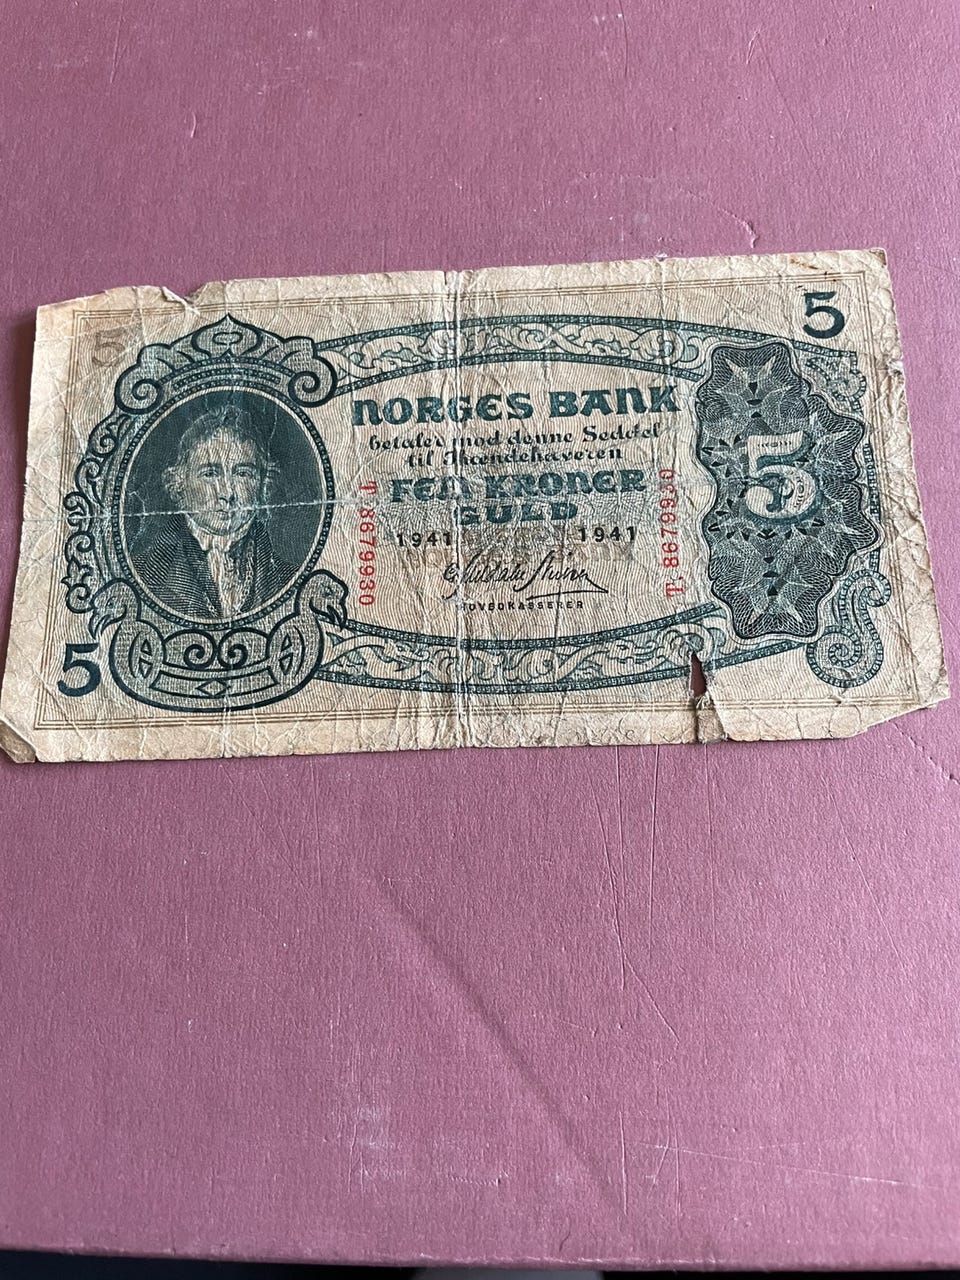 5
5
NORGES BANK
betaler mod denne Seddel
til Ihændehaveren
FEM KRONER
GULD
1941 1941
T. 8679930
T. 8679930
HOVEDKASSERER
5
5